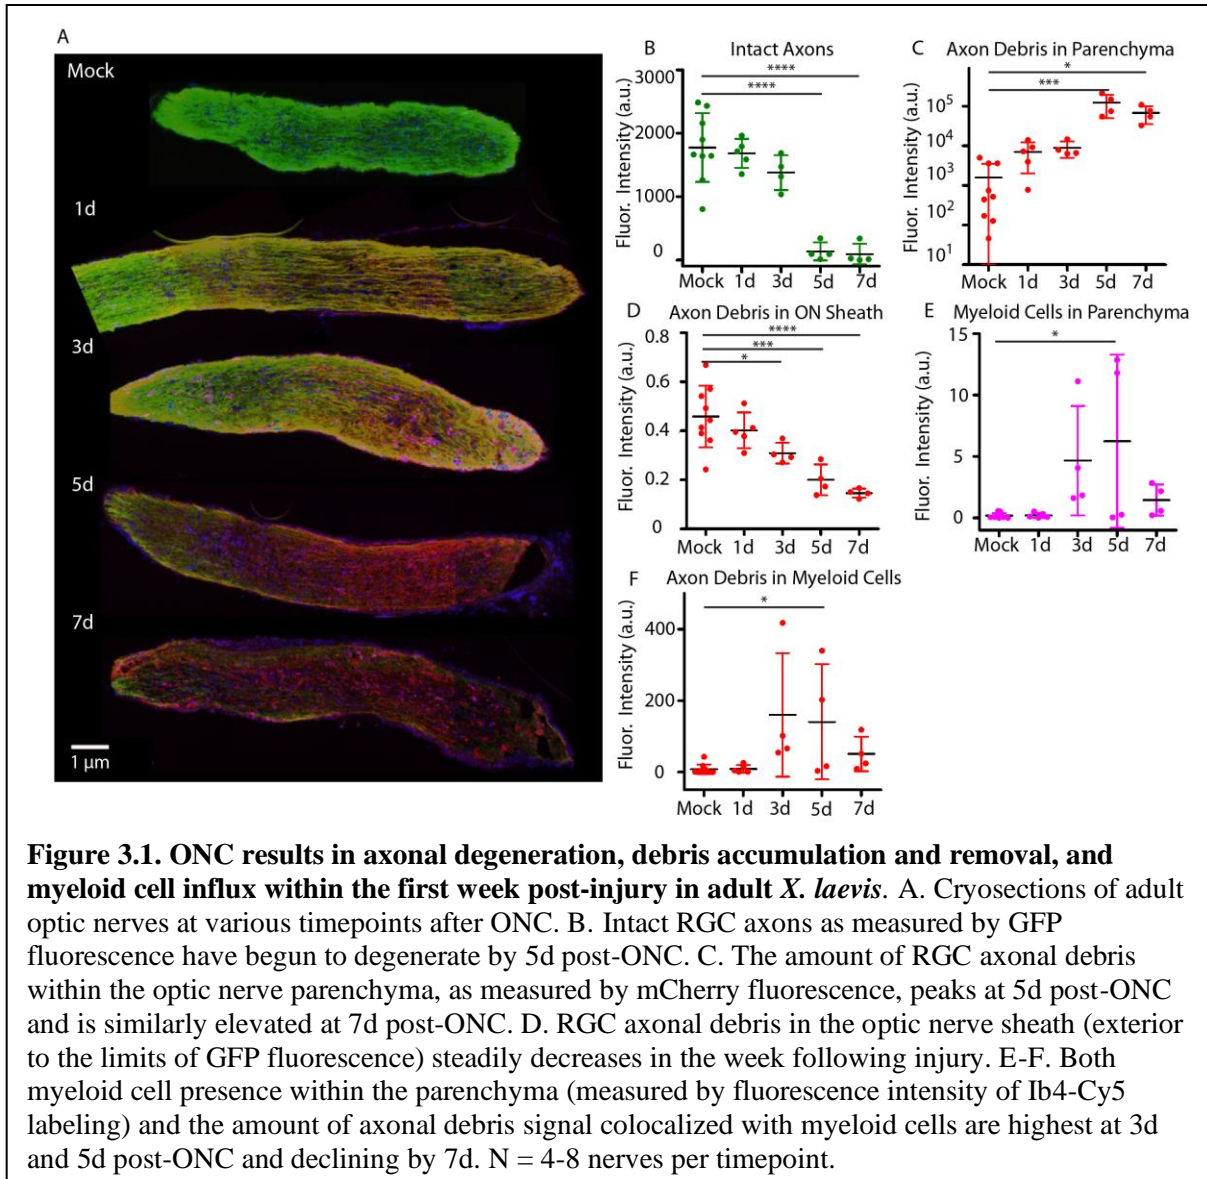 A
Mock
1d
3d
5d
7d
1 µm
B
Intact Axons
****
****
Fluor. Intensity (a.u.)
3000
2000
1000
0
Mock 1d 3d 5d 7d
C
Axon Debris in Parenchyma
*
***
Fluor. Intensity (a.u.)
10⁵
10⁴
10³
10²
10¹
Mock 1d 3d 5d 7d
D
Axon Debris in ON Sheath
****
***
*
Fluor. Intensity (a.u.)
0.8
0.6
0.4
0.2
0
Mock 1d 3d 5d 7d
E
Myeloid Cells in Parenchyma
*
Fluor. Intensity (a.u.)
15
10
5
0
Mock 1d 3d 5d 7d
F
Axon Debris in Myeloid Cells
*
Fluor. Intensity (a.u.)
400
200
0
Mock 1d 3d 5d 7d
Figure 3.1. ONC results in axonal degeneration, debris accumulation and removal, and
myeloid cell influx within the first week post-injury in adult X. laevis. A. Cryosections of adult
optic nerves at various timepoints after ONC. B. Intact RGC axons as measured by GFP
fluorescence have begun to degenerate by 5d post-ONC. C. The amount of RGC axonal debris
within the optic nerve parenchyma, as measured by mCherry fluorescence, peaks at 5d post-ONC
and is similarly elevated at 7d post-ONC. D. RGC axonal debris in the optic nerve sheath (exterior
to the limits of GFP fluorescence) steadily decreases in the week following injury. E-F. Both
myeloid cell presence within the parenchyma (measured by fluorescence intensity of Ib4-Cy5
labeling) and the amount of axonal debris signal colocalized with myeloid cells are highest at 3d
and 5d post-ONC and declining by 7d. N = 4-8 nerves per timepoint.